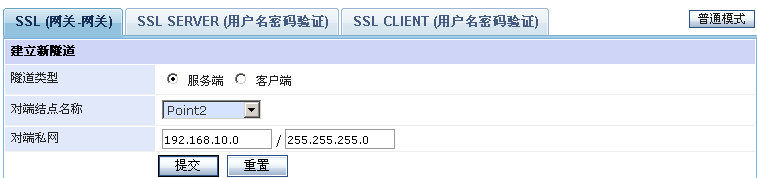 SSL (网关-网关) SSL SERVER (用户名密码验证) SSL CLIENT (用户名密码验证) 普通模式
建立新隧道
隧道类型 服务端 客户端
对端结点名称 Point2
对端私网 192.168.10.0 / 255.255.255.0
提交 重置